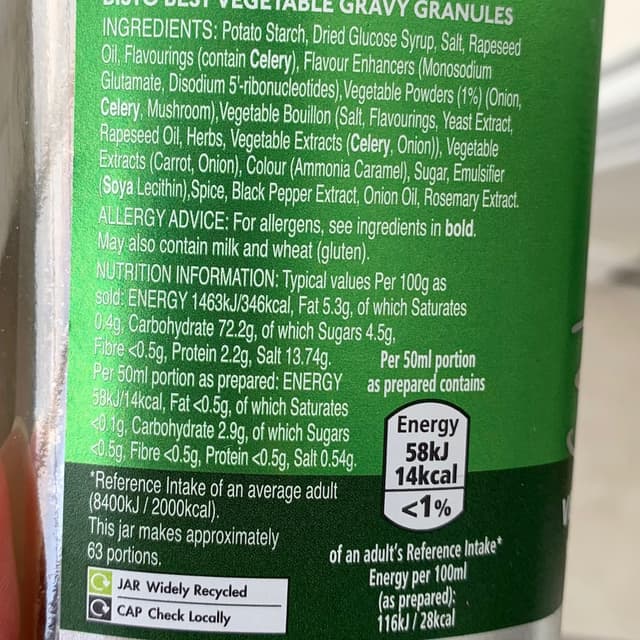 BISTO BEST VEGETABLE GRAVY GRANULES
INGREDIENTS: Potato Starch, Dried Glucose Syrup, Salt, Rapeseed
Oil, Flavourings (contain Celery), Flavour Enhancers (Monosodium
Glutamate, Disodium 5'-ribonucleotides),Vegetable Powders (1%) (Onion,
Celery, Mushroom),Vegetable Bouillon (Salt, Flavourings, Yeast Extract,
Rapeseed Oil, Herbs, Vegetable Extracts (Celery, Onion)), Vegetable
Extracts (Carrot, Onion), Colour (Ammonia Caramel), Sugar, Emulsifier
(Soya Lecithin),Spice, Black Pepper Extract, Onion Oil, Rosemary Extract.
ALLERGY ADVICE: For allergens, see ingredients in bold.
May also contain milk and wheat (gluten).
NUTRITION INFORMATION: Typical values Per 100g as
sold: ENERGY 1463kJ/346kcal, Fat 5.3g, of which Saturates
0.4g, Carbohydrate 72.2g, of which Sugars 4.5g,
Fibre <0.5g, Protein 2.2g, Salt 13.74g.
Per 50ml portion as prepared: ENERGY
58kJ/14kcal, Fat <0.5g, of which Saturates
<0.1g, Carbohydrate 2.9g, of which Sugars
<0.5g, Fibre <0.5g, Protein <0.5g, Salt 0.54g.
*Reference Intake of an average adult
(8400kJ / 2000kcal).
This jar makes approximately
63 portions.
Per 50ml portion
as prepared contains
Energy
58kJ
14kcal
<1%
of an adult's Reference Intake*
Energy per 100ml
(as prepared):
116kJ / 28kcal
JAR Widely Recycled
CAP Check Locally